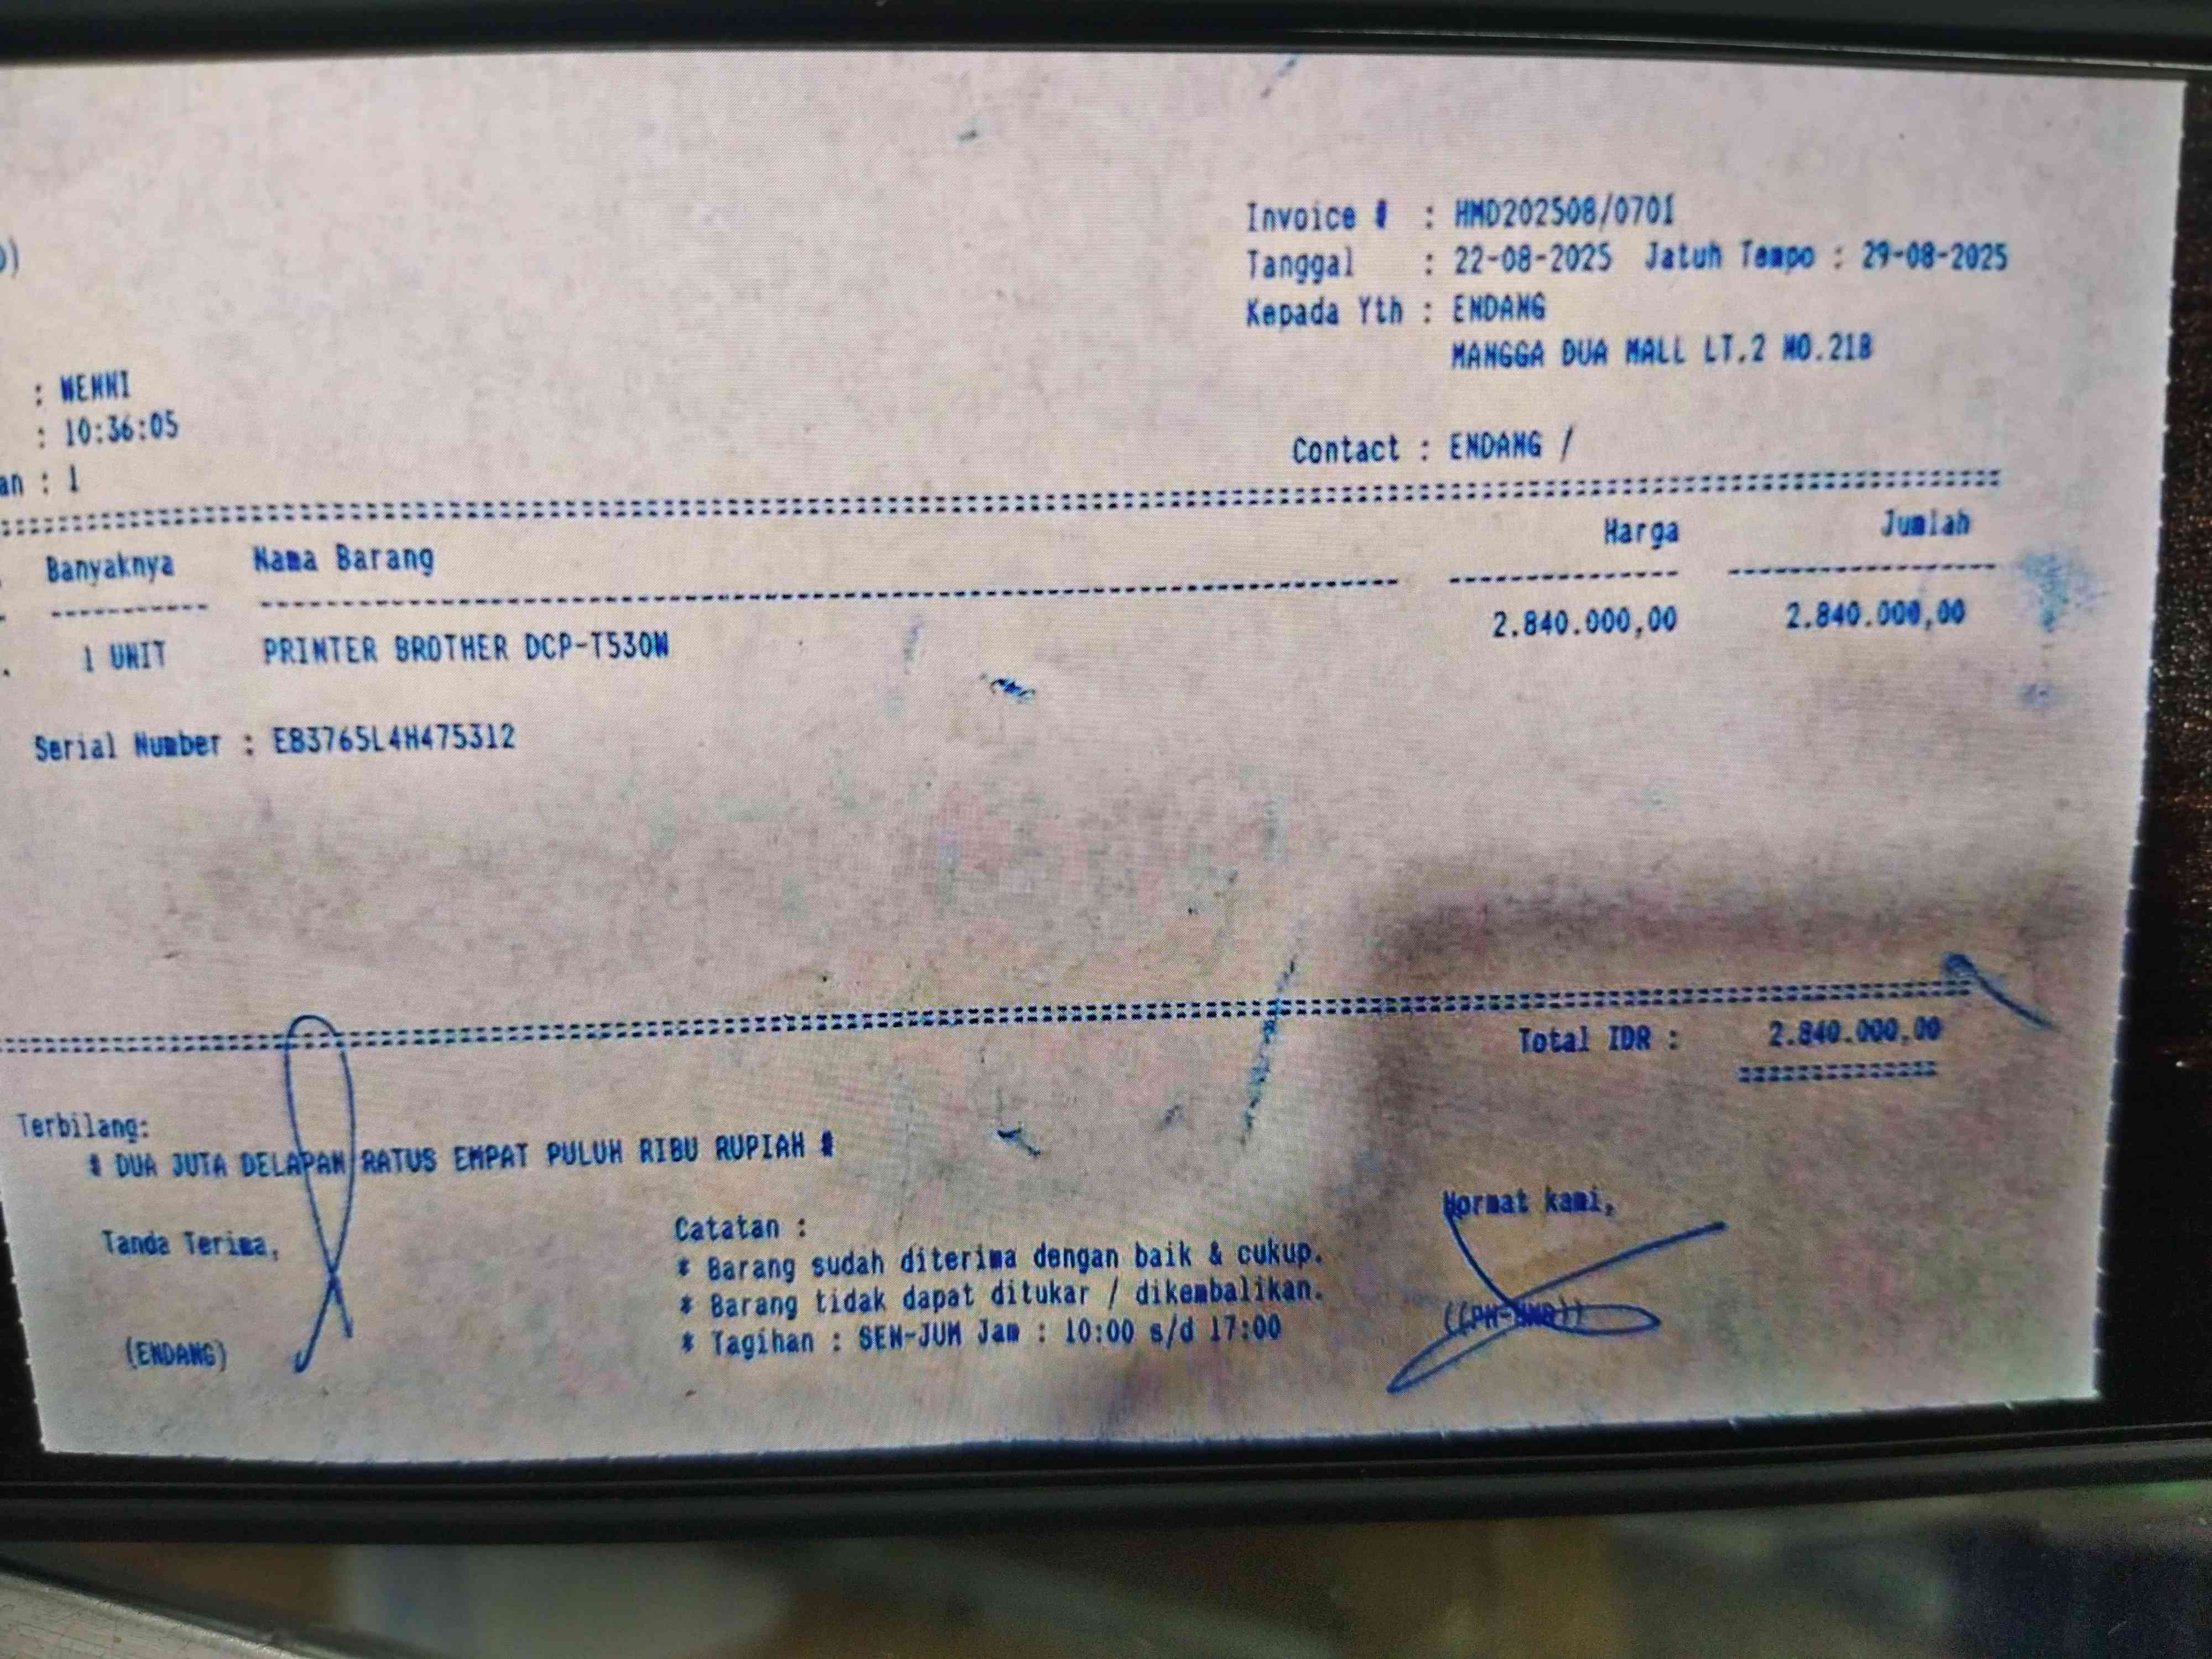 Invoice # : HMD202508/0701
Tanggal : 22-08-2025 Jatuh Tempo : 29-08-2025
Kepada Yth : ENDANG
MANGGA DUA MALL LT.2 NO.21B
: WENNI
: 10:36:05
an : 1
Contact : ENDANG /
Banyaknya Nama Barang Harga Jumlah
1 UNIT PRINTER BROTHER DCP-T530W 2.840.000,00 2.840.000,00
Serial Number : E83765L4H475312
Total IDR : 2.840.000,00
Terbilang:
# DUA JUTA DELAPAN RATUS EMPAT PULUH RIBU RUPIAH #
Tanda Terima,
Catatan :
Hormat kami,
* Barang sudah diterima dengan baik & cukup.
* Barang tidak dapat ditukar / dikembalikan.
* Tagihan : SEN-JUM Jam : 10:00 s/d 17:00
(ENDANG)